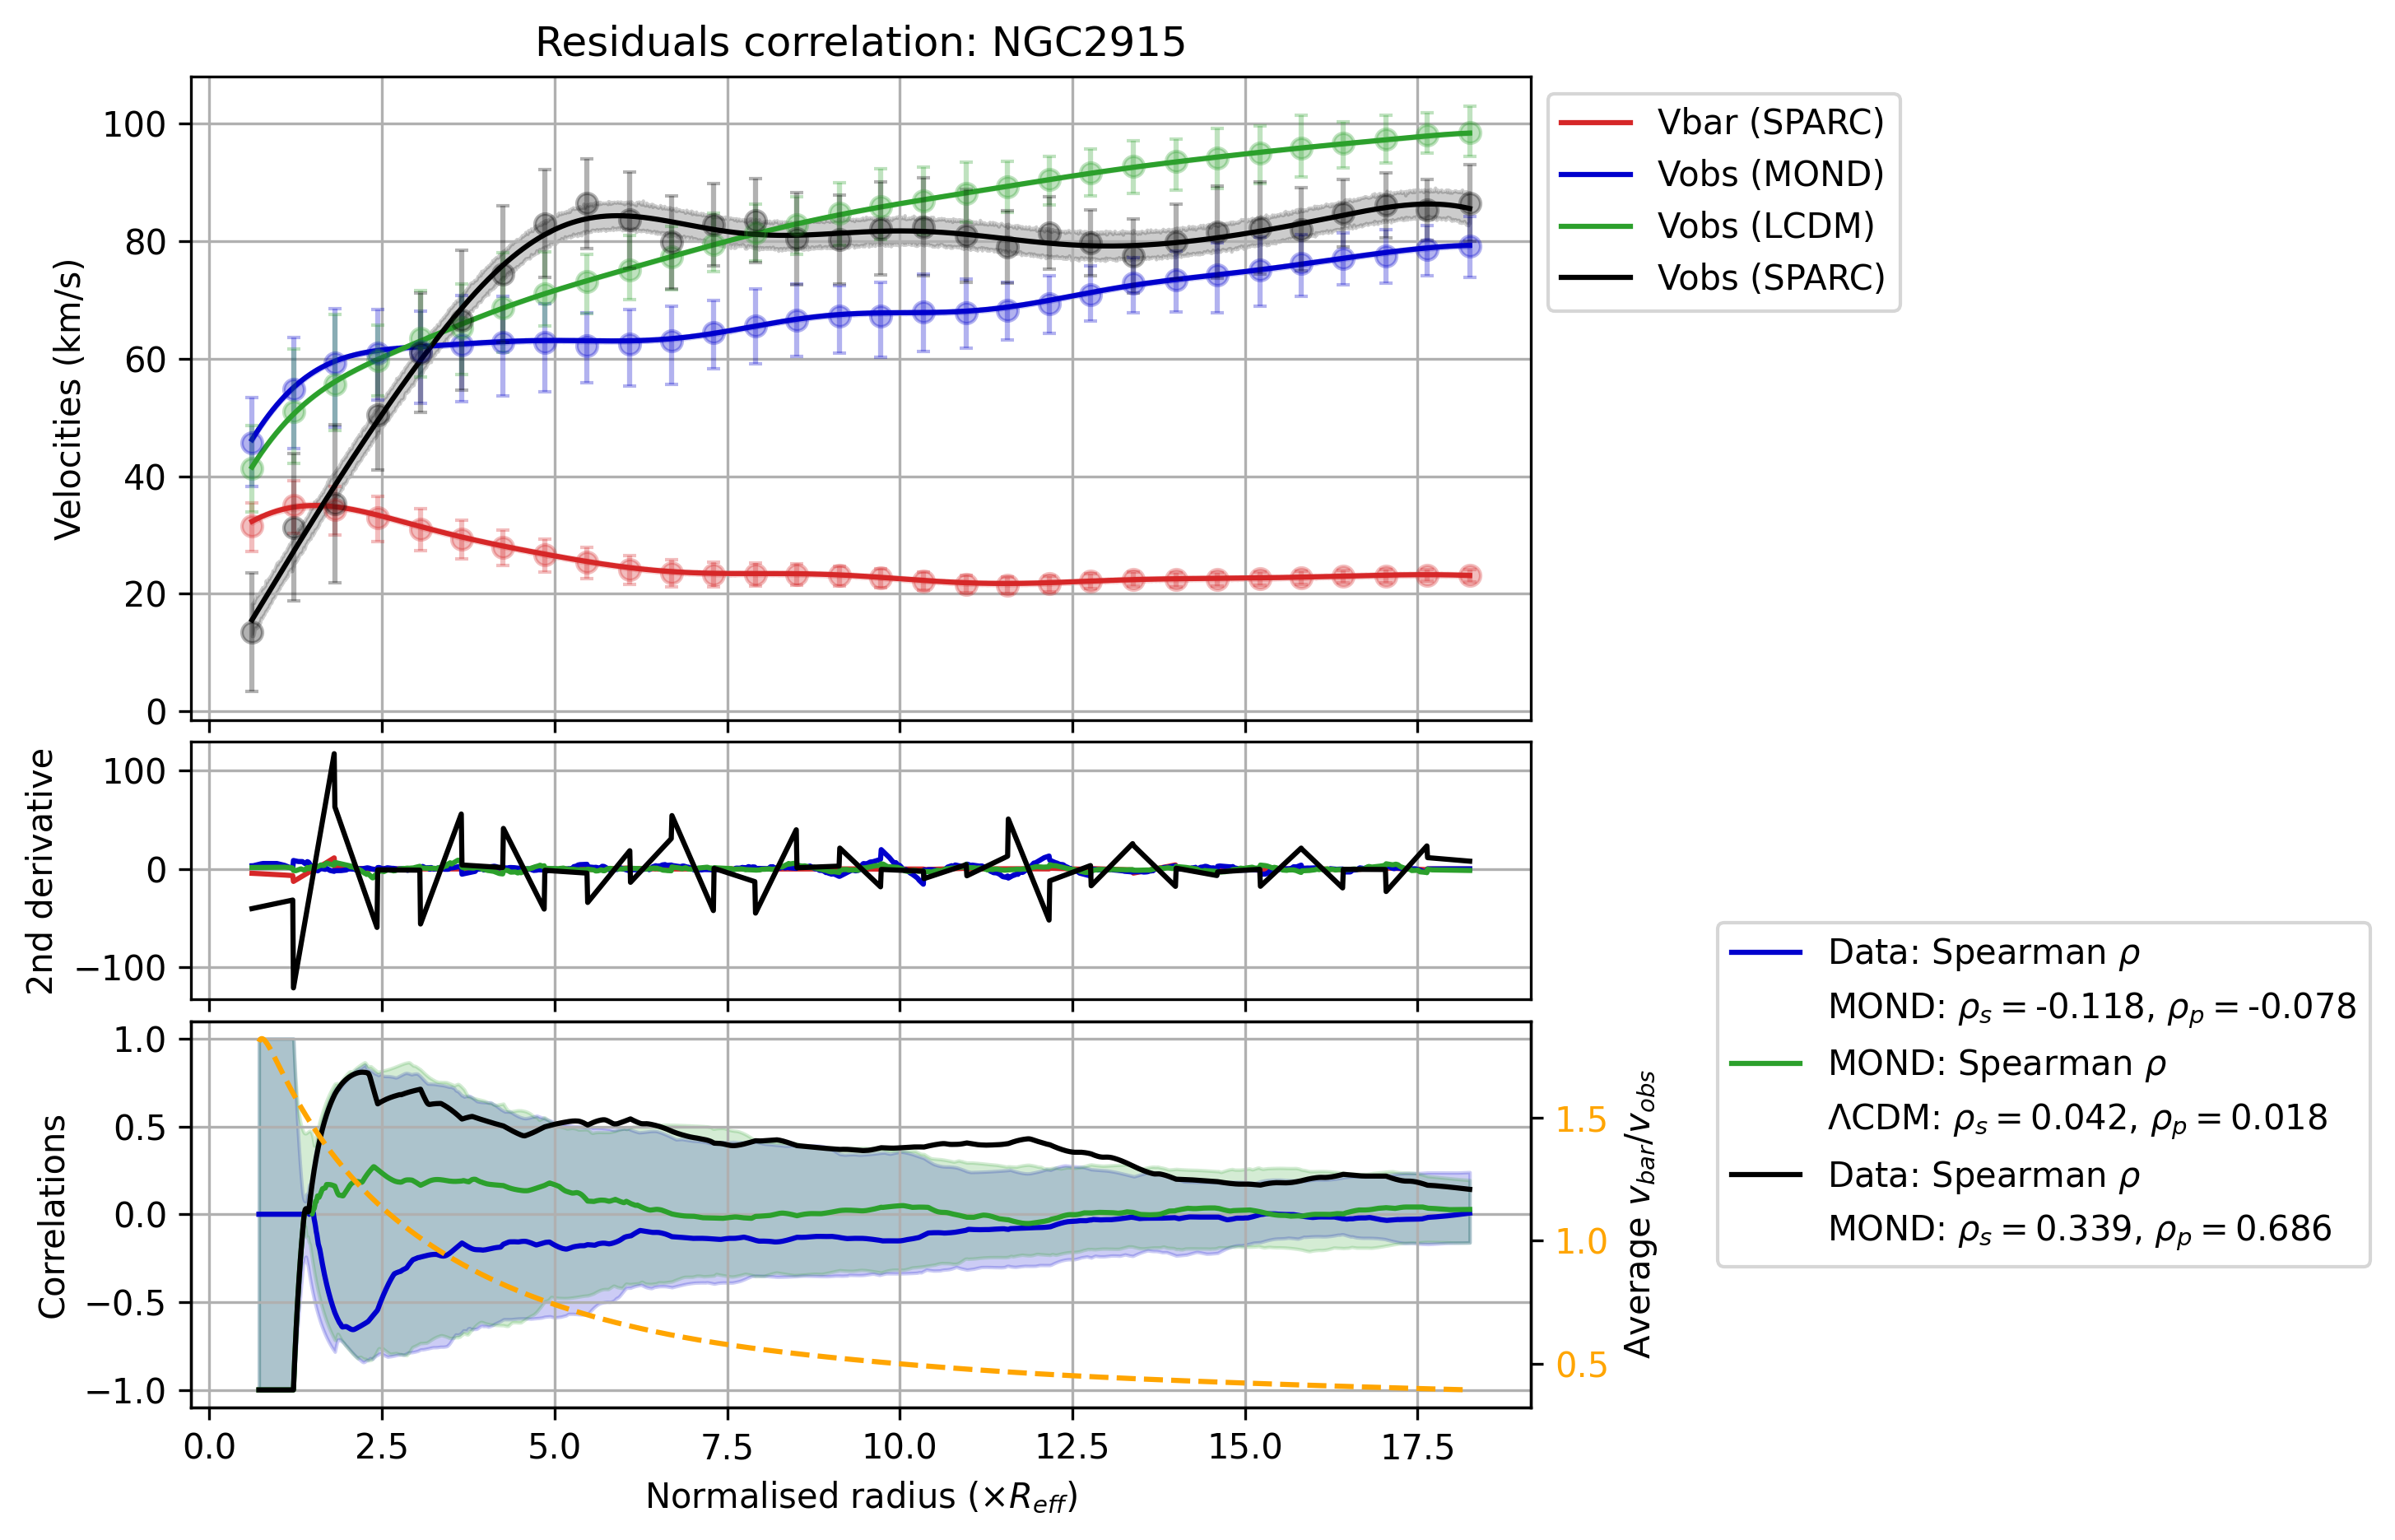 Residuals correlation: NGC2915
Velocities (km/s)
100
80
60
40
20
0
Vbar (SPARC)
Vobs (MOND)
Vobs (LCDM)
Vobs (SPARC)
2nd derivative
100
0
−100
Correlations
1.0
0.5
0.0
−0.5
−1.0
1.5
1.0
0.5
Average v_bar/v_obs
Data: Spearman ρ
MOND: ρ_s = -0.118, ρ_p = -0.078
MOND: Spearman ρ
ΛCDM: ρ_s = 0.042, ρ_p = 0.018
Data: Spearman ρ
MOND: ρ_s = 0.339, ρ_p = 0.686
0.0 2.5 5.0 7.5 10.0 12.5 15.0 17.5
Normalised radius (×R_eff)